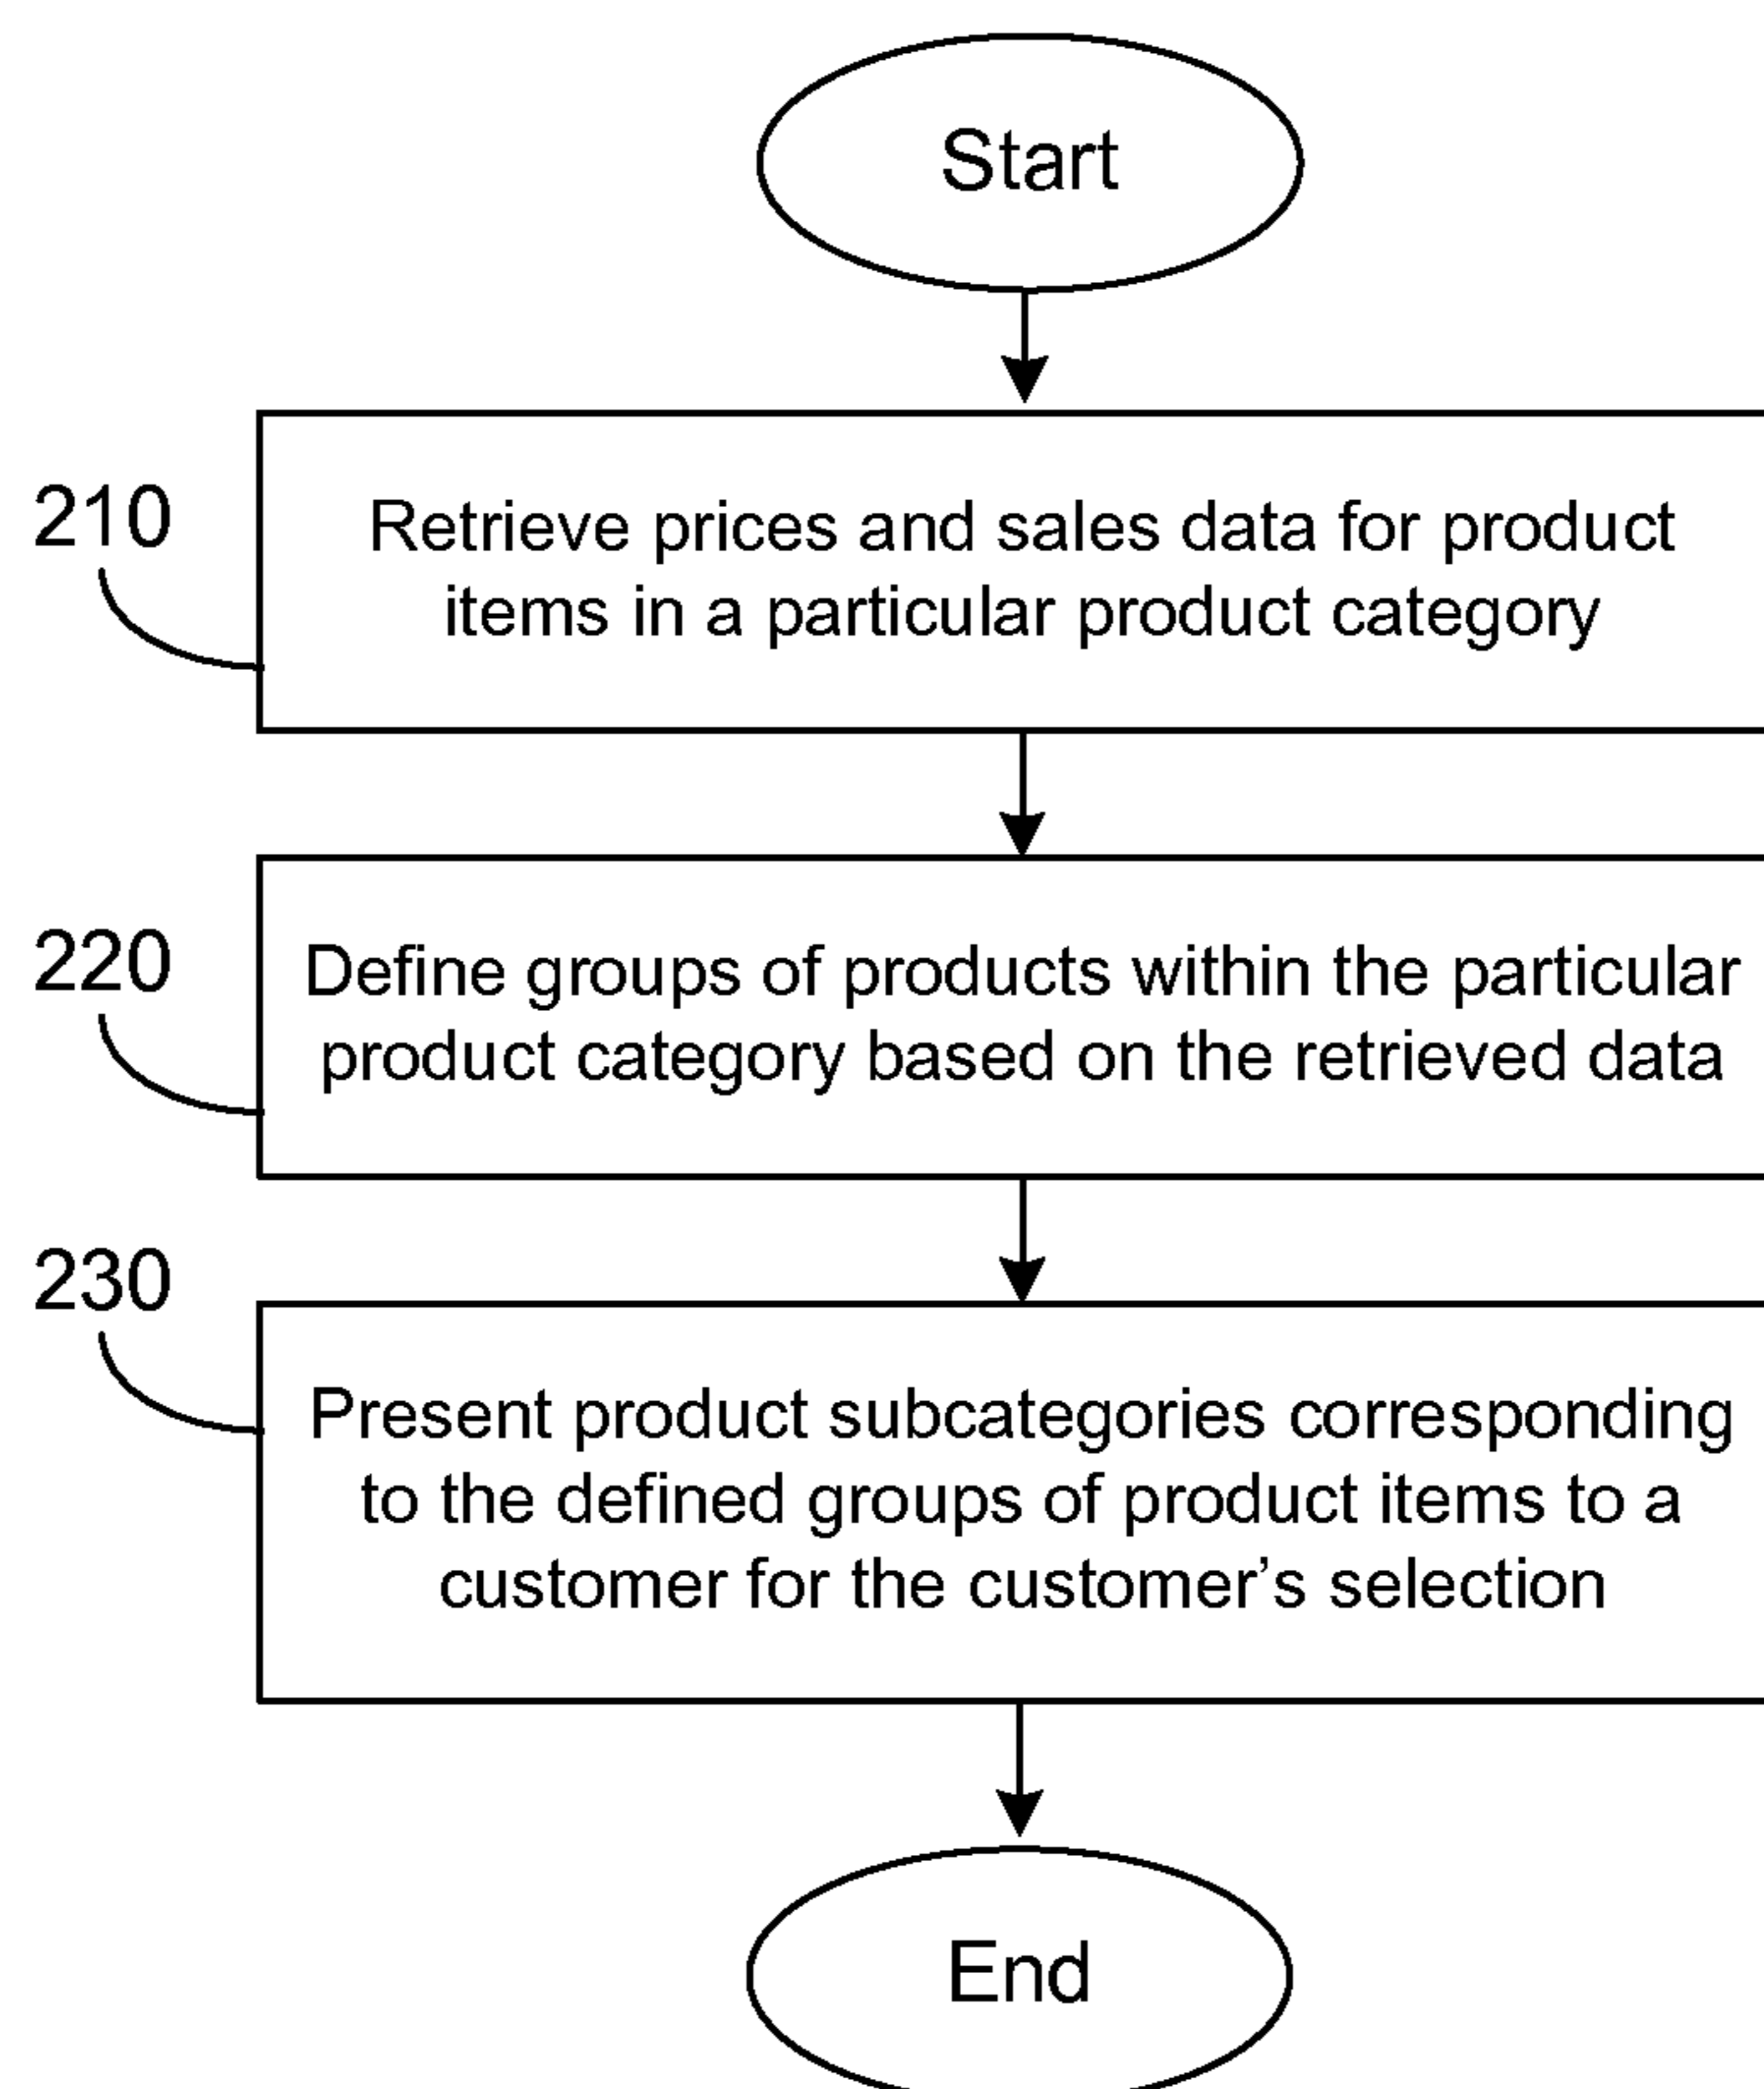 Start
210
Retrieve prices and sales data for product
items in a particular product category
220
Define groups of products within the particular
product category based on the retrieved data
230
Present product subcategories corresponding
to the defined groups of product items to a
customer for the customer's selection
End